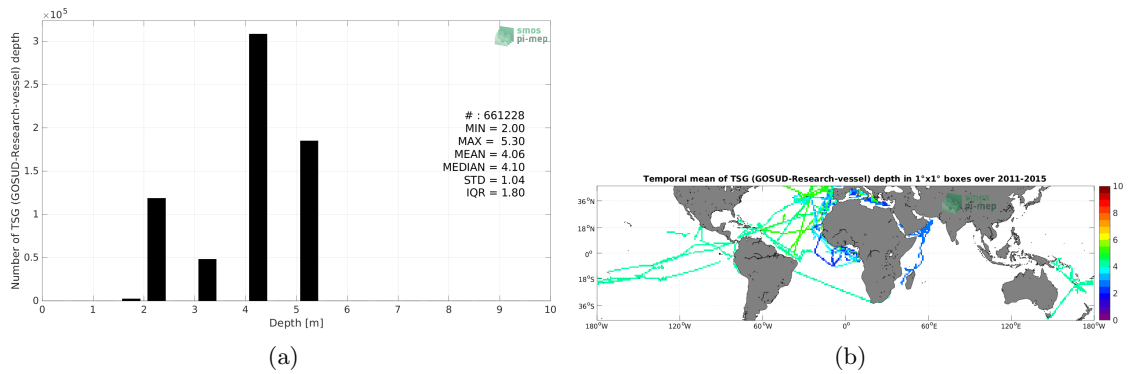 ×10⁵
3
2.5
2
1.5
1
0.5
0
Number of TSG (GOSUD-Research-vessel) depth
smos
pi-mep
# : 661228
MIN = 2.00
MAX = 5.30
MEAN = 4.06
MEDIAN = 4.10
STD = 1.04
IQR = 1.80
0 1 2 3 4 5 6 7 8 9 10
Depth [m]
(a)
Temporal mean of TSG (GOSUD-Research-vessel) depth in 1°x1° boxes over 2011-2015
smos
pi-mep
36°N
18°N
0°
18°S
36°S
180°W 120°W 60°W 0° 60°E 120°E 180°E
10
8
6
4
2
0
(b)